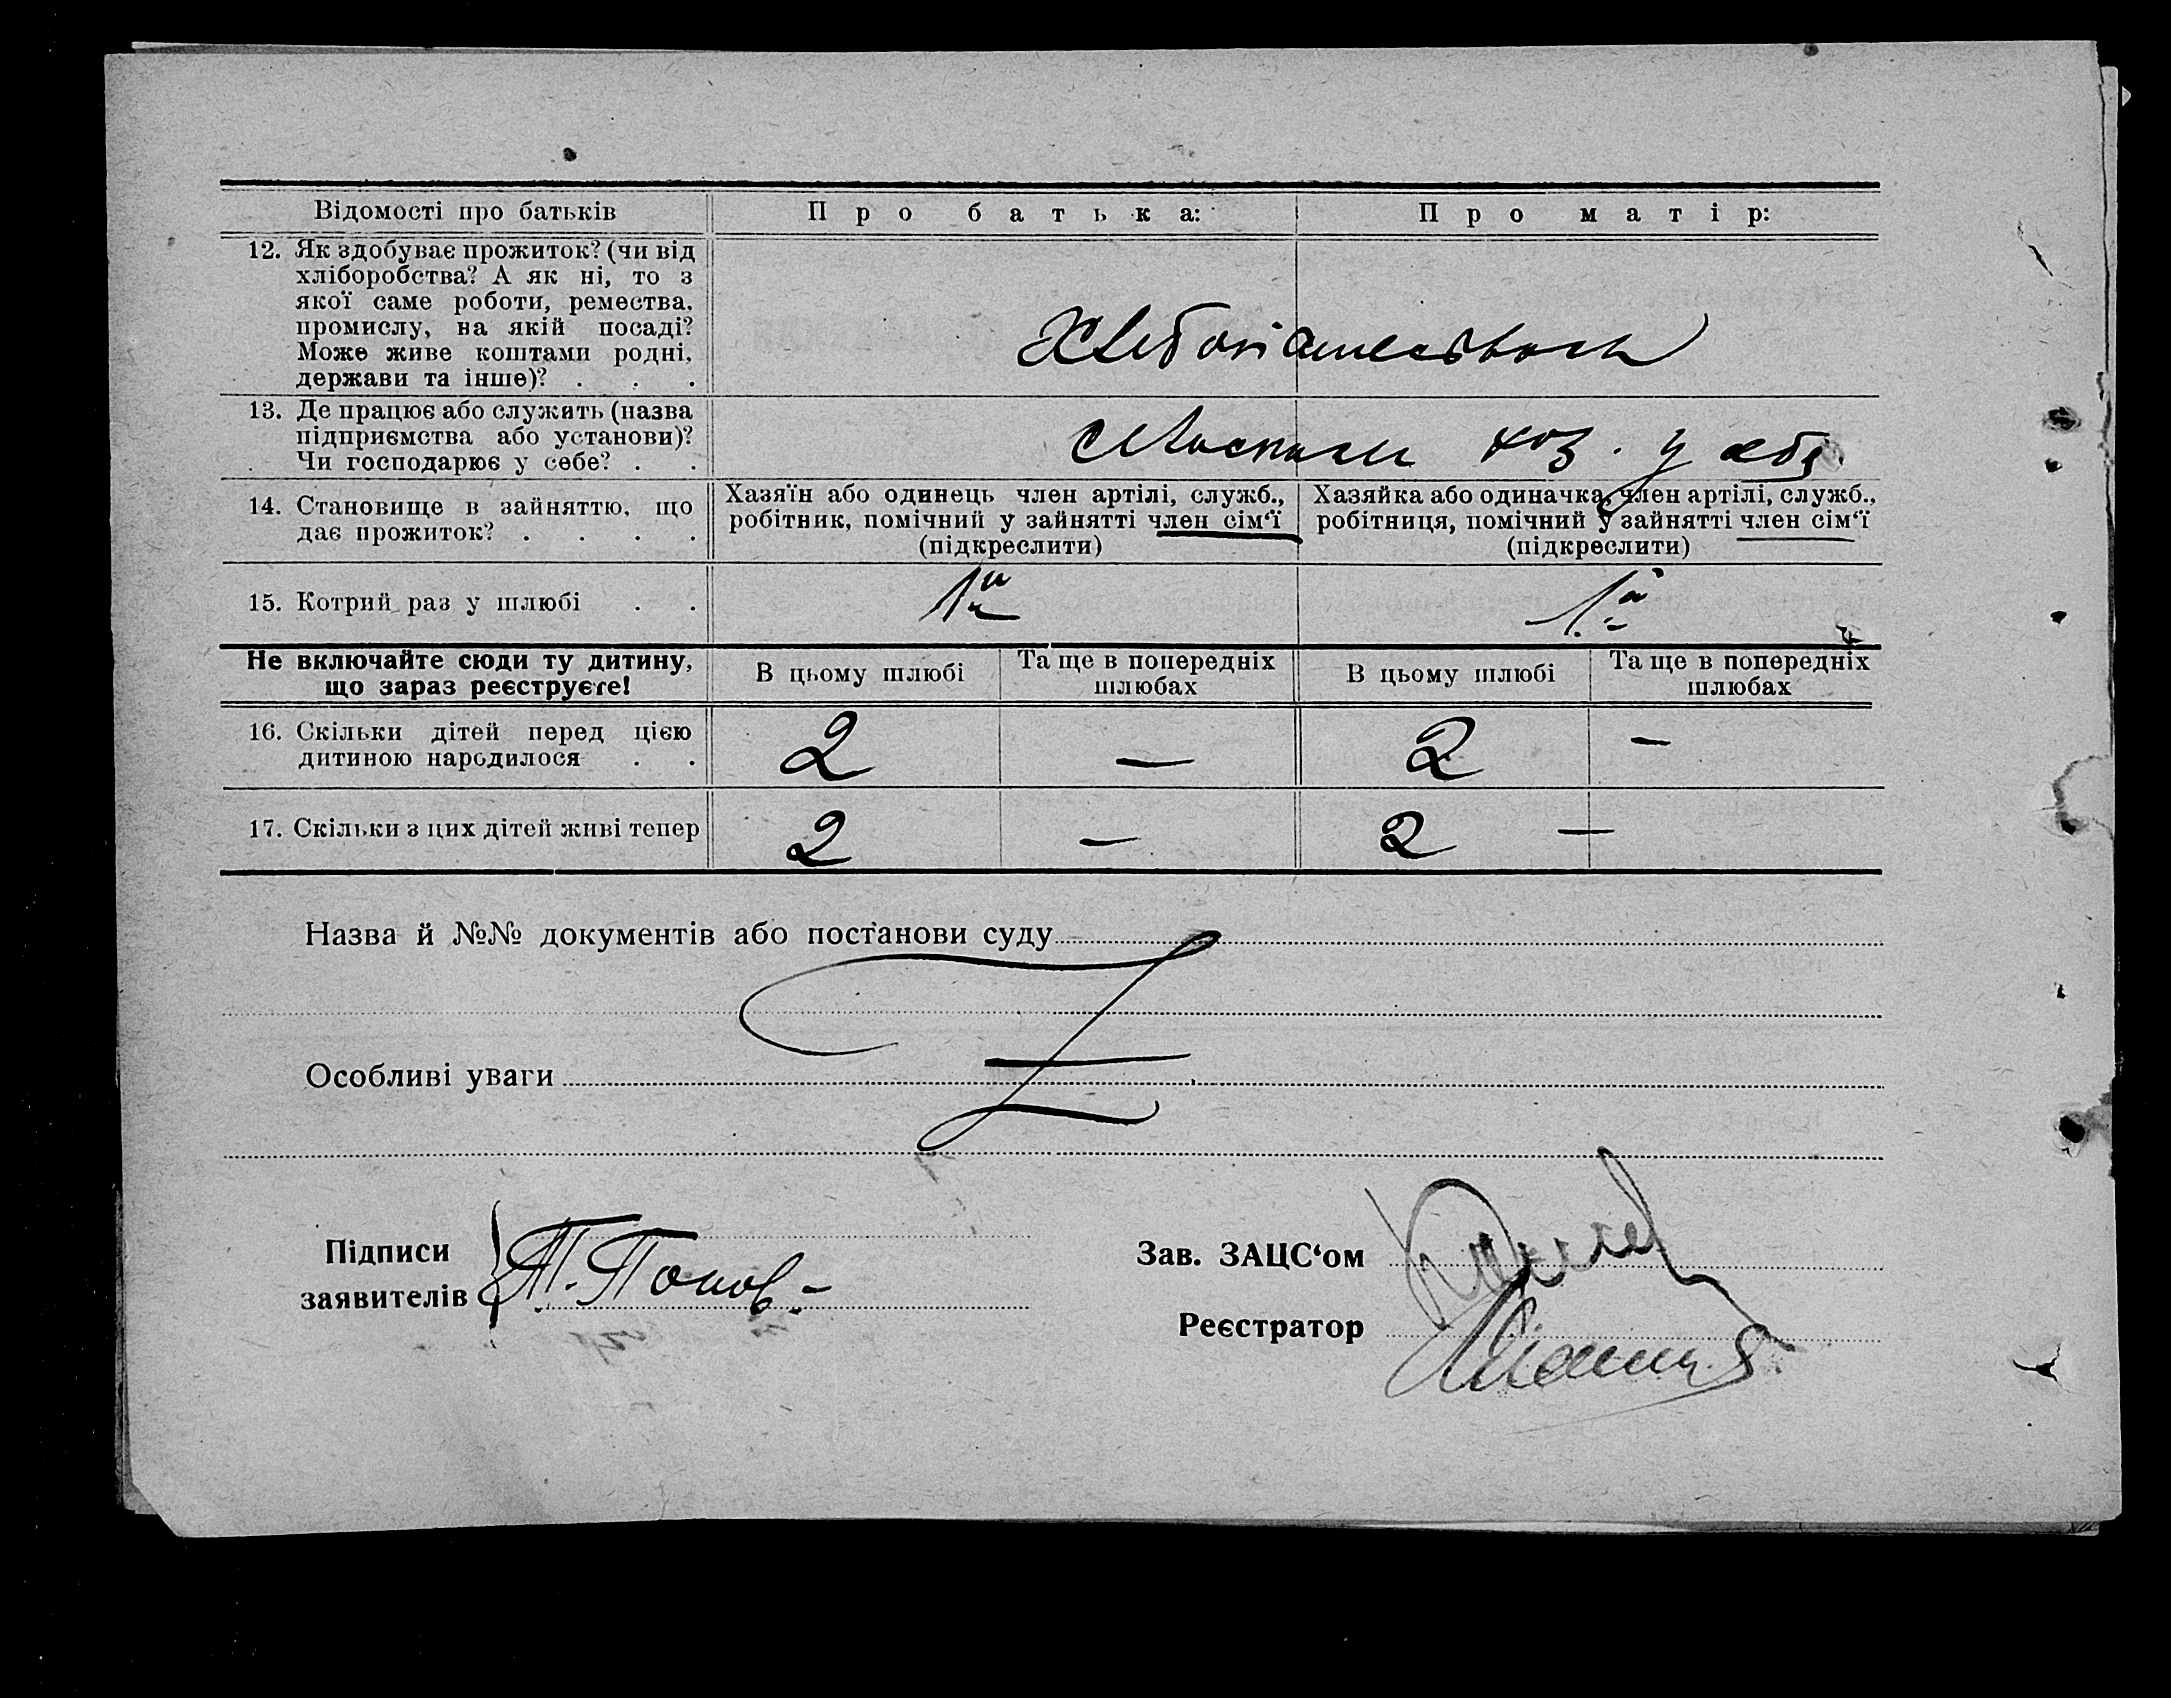 Відомості про батьків
Про батька:
Про матір:
12. Як здобуває прожиток? (чи від
хліборобства? А як ні, то з
якої саме роботи, ремества,
промислу, на якій посаді?
Може живе коштами родні,
держави та інше)? . . .
13. Де працює або служить (назва
підприємства або установи)?
Чи господарює у себе? . .
хоз. у
14. Становище в зайняттю, що
дає прожиток? . . . .
Хазяїн або одинець член артілі, служб.,
робітник, помічний у зайнятті член сім‘ї
(підкреслити)
Хазяйка або одиначка, член артілі, служб.,
робітниця, помічний у зайнятті член сім‘ї
(підкреслити)
15. Котрий раз у шлюбі . .
1й
1й
Не включайте сюди ту дитину,
що зараз реєструєте!
В цьому шлюбі
Та ще в попередніх
шлюбах
В цьому шлюбі
Та ще в попередніх
шлюбах
16. Скільки дітей перед цією
дитиною народилося . .
2 — 2 —
17. Скільки з цих дітей живі тепер
2 — 2 —
Назва й №№ документів або постанови суду
Особливі уваги
Підписи
заявителів
Т. Попов
Зав. ЗАЦС‘ом
Реєстратор